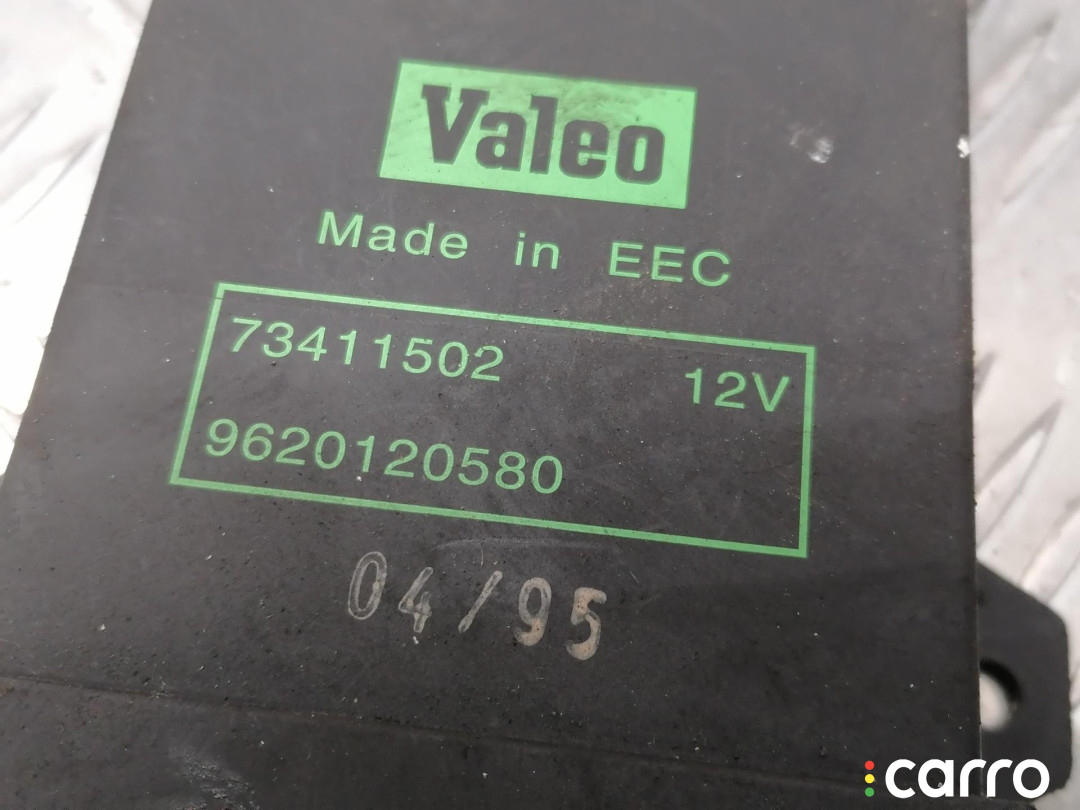 Valeo
Made in EEC
73411502 12V
9620120580
04/95
carro